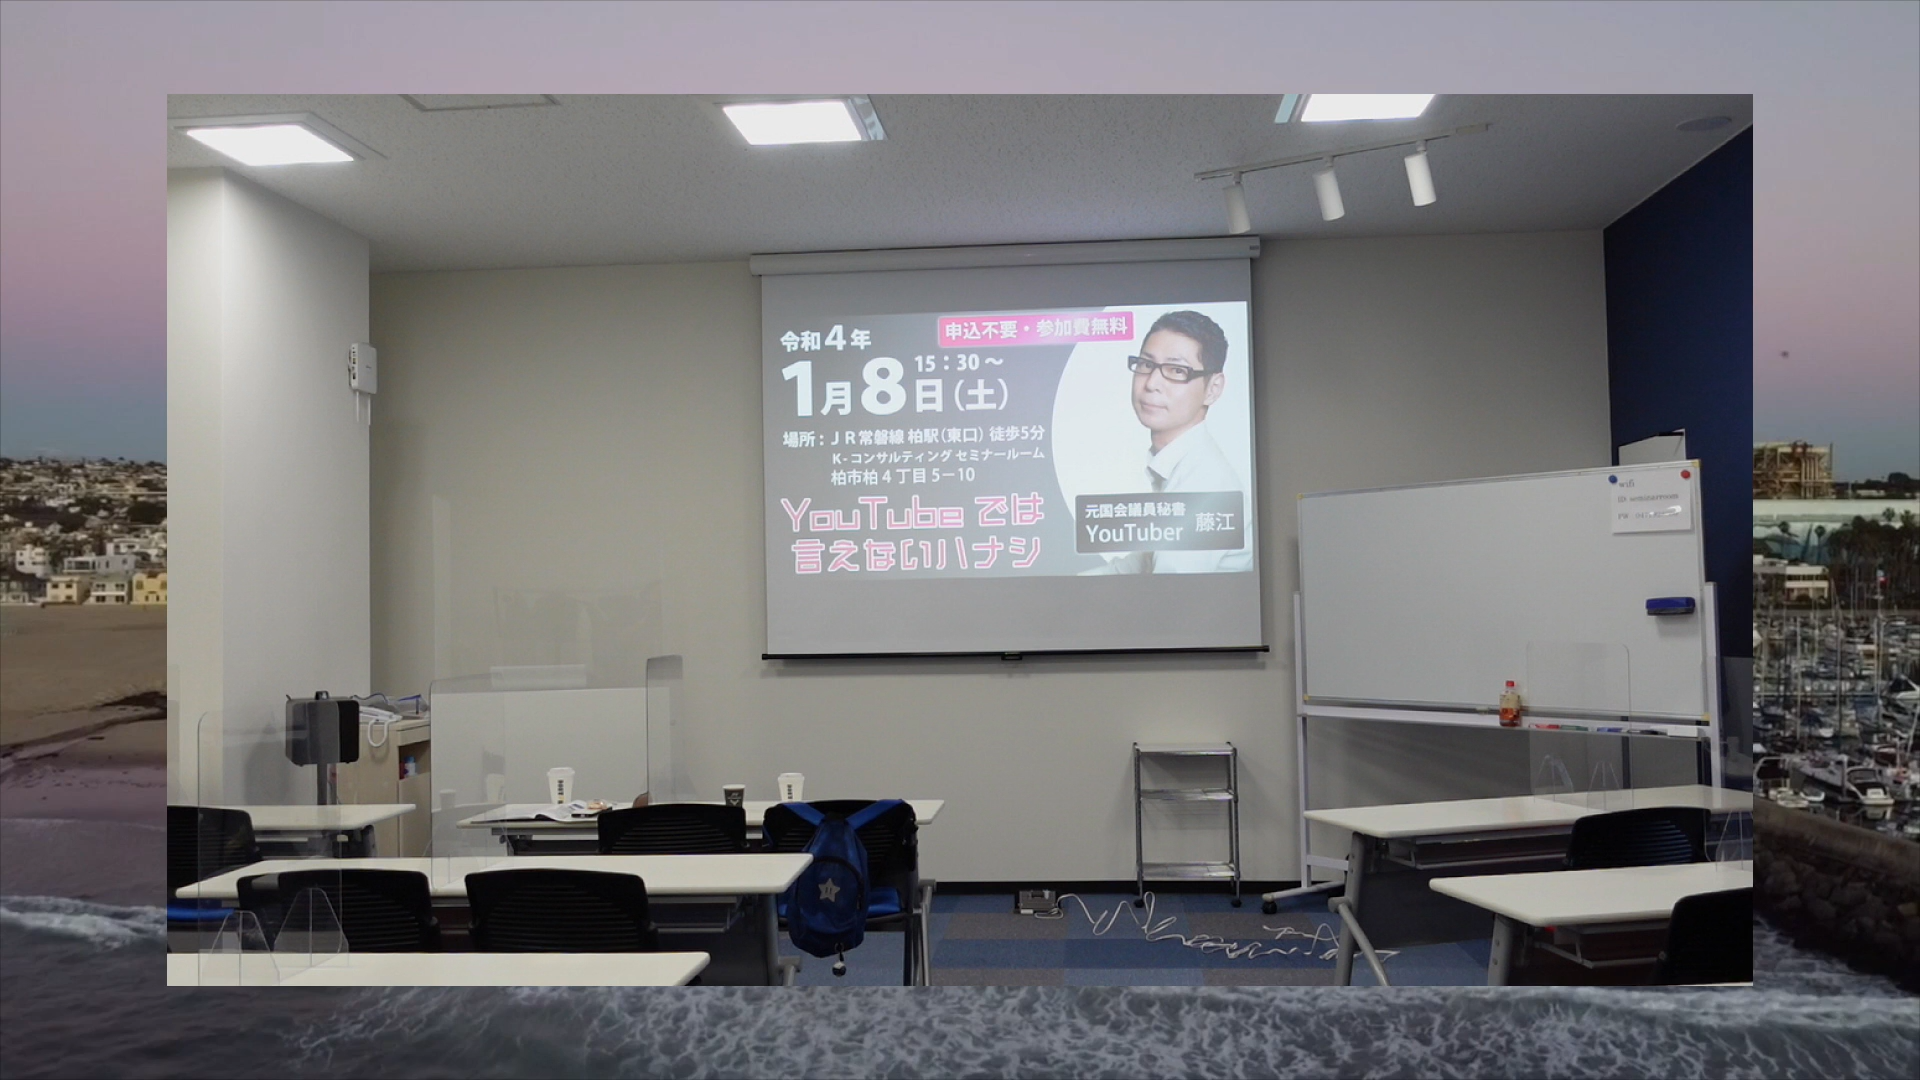 令和4年
申込不要・参加費無料
1月8日(土)
15:30~
場所:JR常磐線 柏駅(東口) 徒歩5分
K-コンサルティング セミナールーム
柏市柏4丁目5-10
YouTubeでは
言えないハナシ
元国会議員秘書
YouTuber 藤江
wifi
ID seminarroom